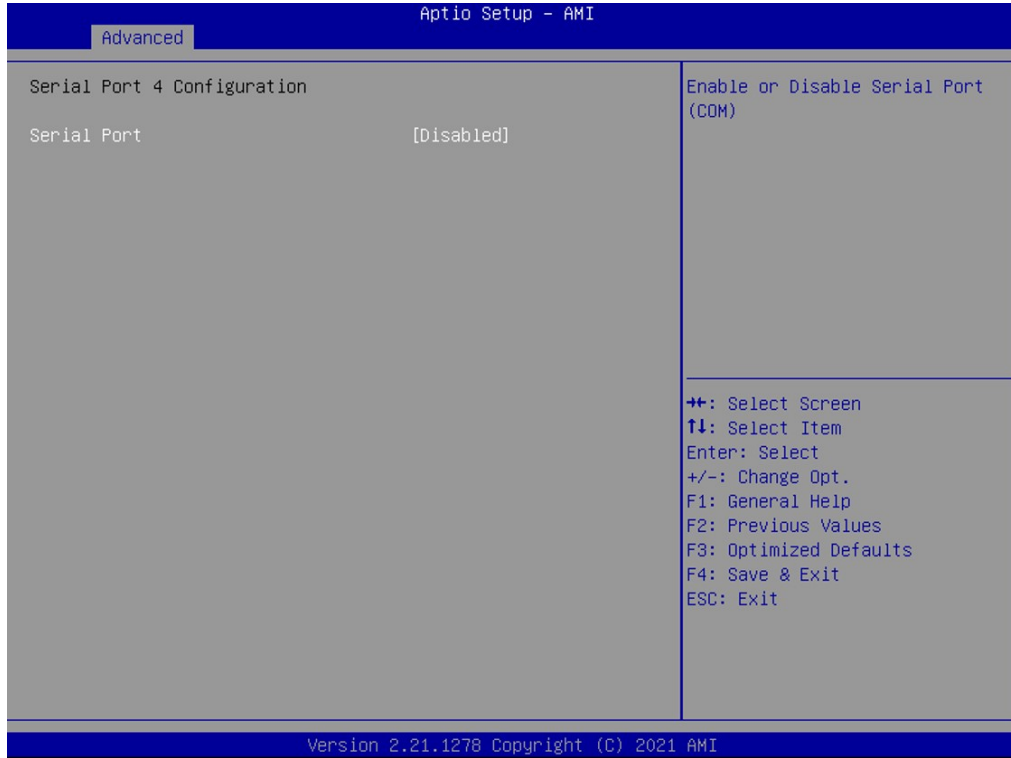 Aptio Setup – AMI
Advanced
Serial Port 4 Configuration
Serial Port [Disabled]
Enable or Disable Serial Port
(COM)
→←: Select Screen
↑↓: Select Item
Enter: Select
+/-: Change Opt.
F1: General Help
F2: Previous Values
F3: Optimized Defaults
F4: Save & Exit
ESC: Exit
Version 2.21.1278 Copyright (C) 2021 AMI